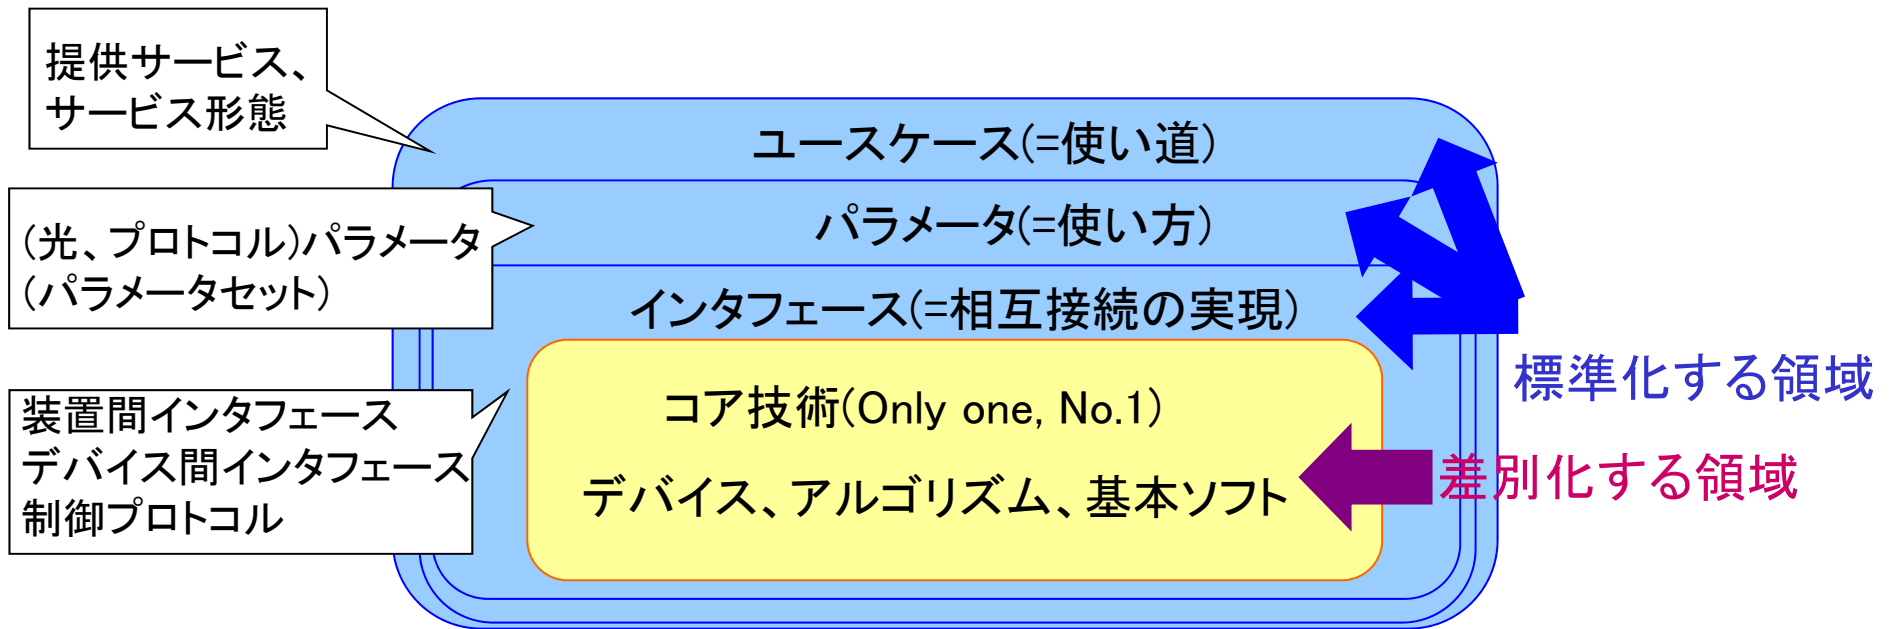 提供サービス、
サービス形態
ユースケース(=使い道)
(光、プロトコル)パラメータ
(パラメータセット)
パラメータ(=使い方)
インタフェース(=相互接続の実現)
標準化する領域
装置間インタフェース
デバイス間インタフェース
制御プロトコル
コア技術(Only one, No.1)
デバイス、アルゴリズム、基本ソフト
差別化する領域